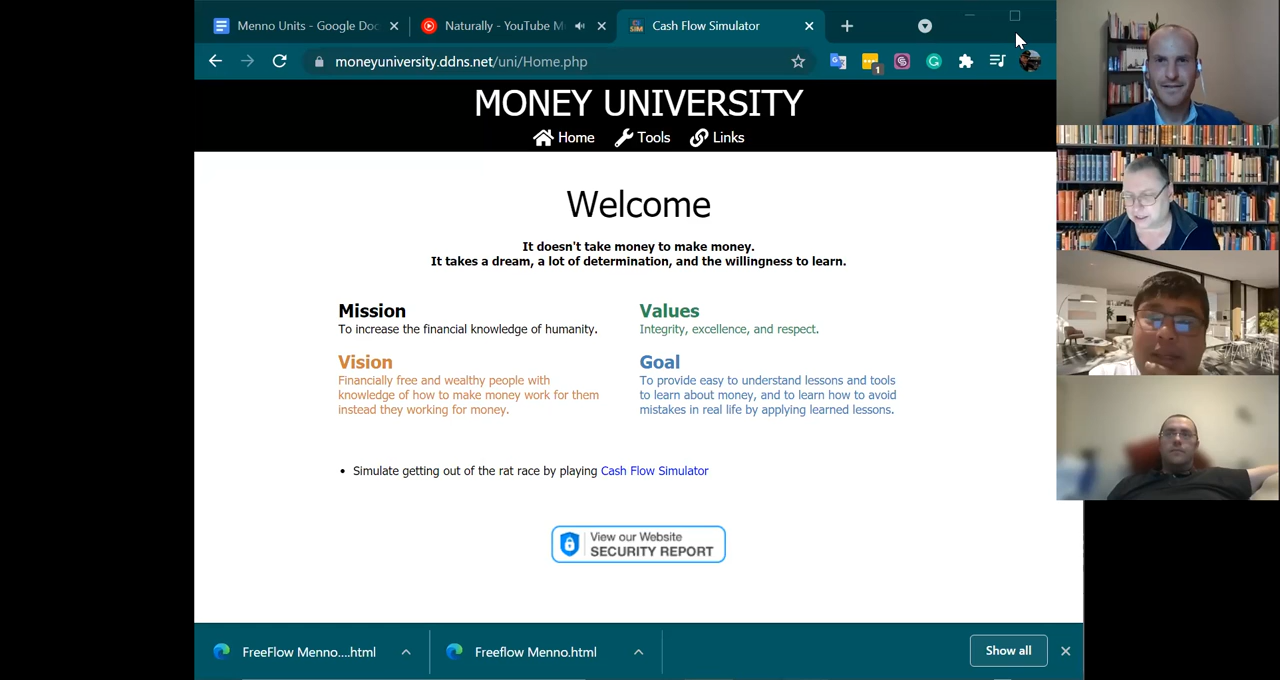 Menno Units - Google Doc
Naturally - YouTube M
SIM
Cash Flow Simulator
moneyuniversity.ddns.net/uni/Home.php
1
MONEY UNIVERSITY
Home
Tools
Links
Welcome
It doesn't take money to make money.
It takes a dream, a lot of determination, and the willingness to learn.
Mission
To increase the financial knowledge of humanity.
Values
Integrity, excellence, and respect.
Vision
Financially free and wealthy people with
knowledge of how to make money work for them
instead they working for money.
Goal
To provide easy to understand lessons and tools
to learn about money, and to learn how to avoid
mistakes in real life by applying learned lessons.
• Simulate getting out of the rat race by playing Cash Flow Simulator
View our Website
SECURITY REPORT
FreeFlow Menno....html
Freeflow Menno.html
Show all